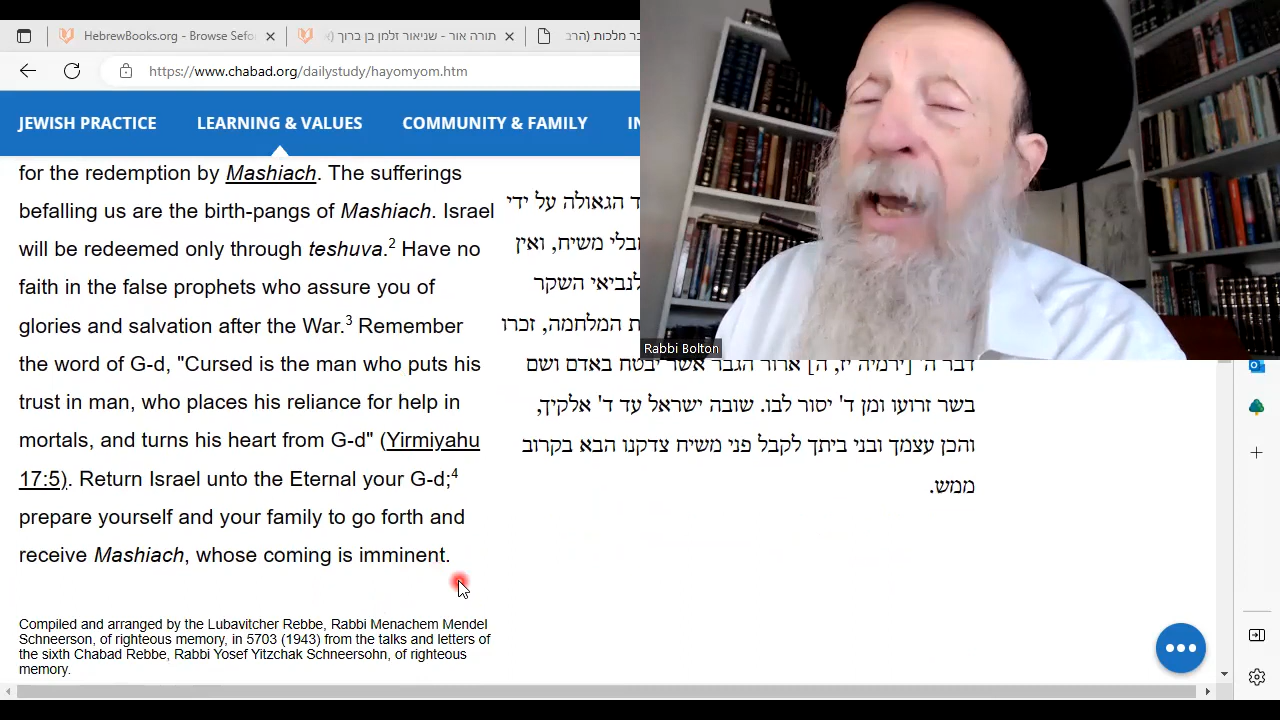 HebrewBooks.org - Browse Sefo
תורה אור - שניאור זלמן בן ברוך (א
בר מלכות (הרב
https://www.chabad.org/dailystudy/hayomyom.htm
JEWISH PRACTICE LEARNING & VALUES COMMUNITY & FAMILY IN
for the redemption by Mashiach. The sufferings
befalling us are the birth-pangs of Mashiach. Israel
will be redeemed only through teshuva.² Have no
faith in the false prophets who assure you of
glories and salvation after the War.³ Remember
the word of G-d, "Cursed is the man who puts his
trust in man, who places his reliance for help in
mortals, and turns his heart from G-d" (Yirmiyahu
17:5). Return Israel unto the Eternal your G-d;⁴
prepare yourself and your family to go forth and
receive Mashiach, whose coming is imminent.
ד הגאולה על ידי
חבלי משיח, ואין
לנביאי השקר
ת המלחמה, זכרו
דבר ה' [ירמיה יז, ה] ארור הגבר אשר יבטח באדם ושם
בשר זרועו ומן ד' יסור לבו. שובה ישראל עד ד' אלקיך,
והכן עצמך ובני ביתך לקבל פני משיח צדקנו הבא בקרוב
ממש.
Rabbi Bolton
Compiled and arranged by the Lubavitcher Rebbe, Rabbi Menachem Mendel
Schneerson, of righteous memory, in 5703 (1943) from the talks and letters of
the sixth Chabad Rebbe, Rabbi Yosef Yitzchak Schneersohn, of righteous
memory.